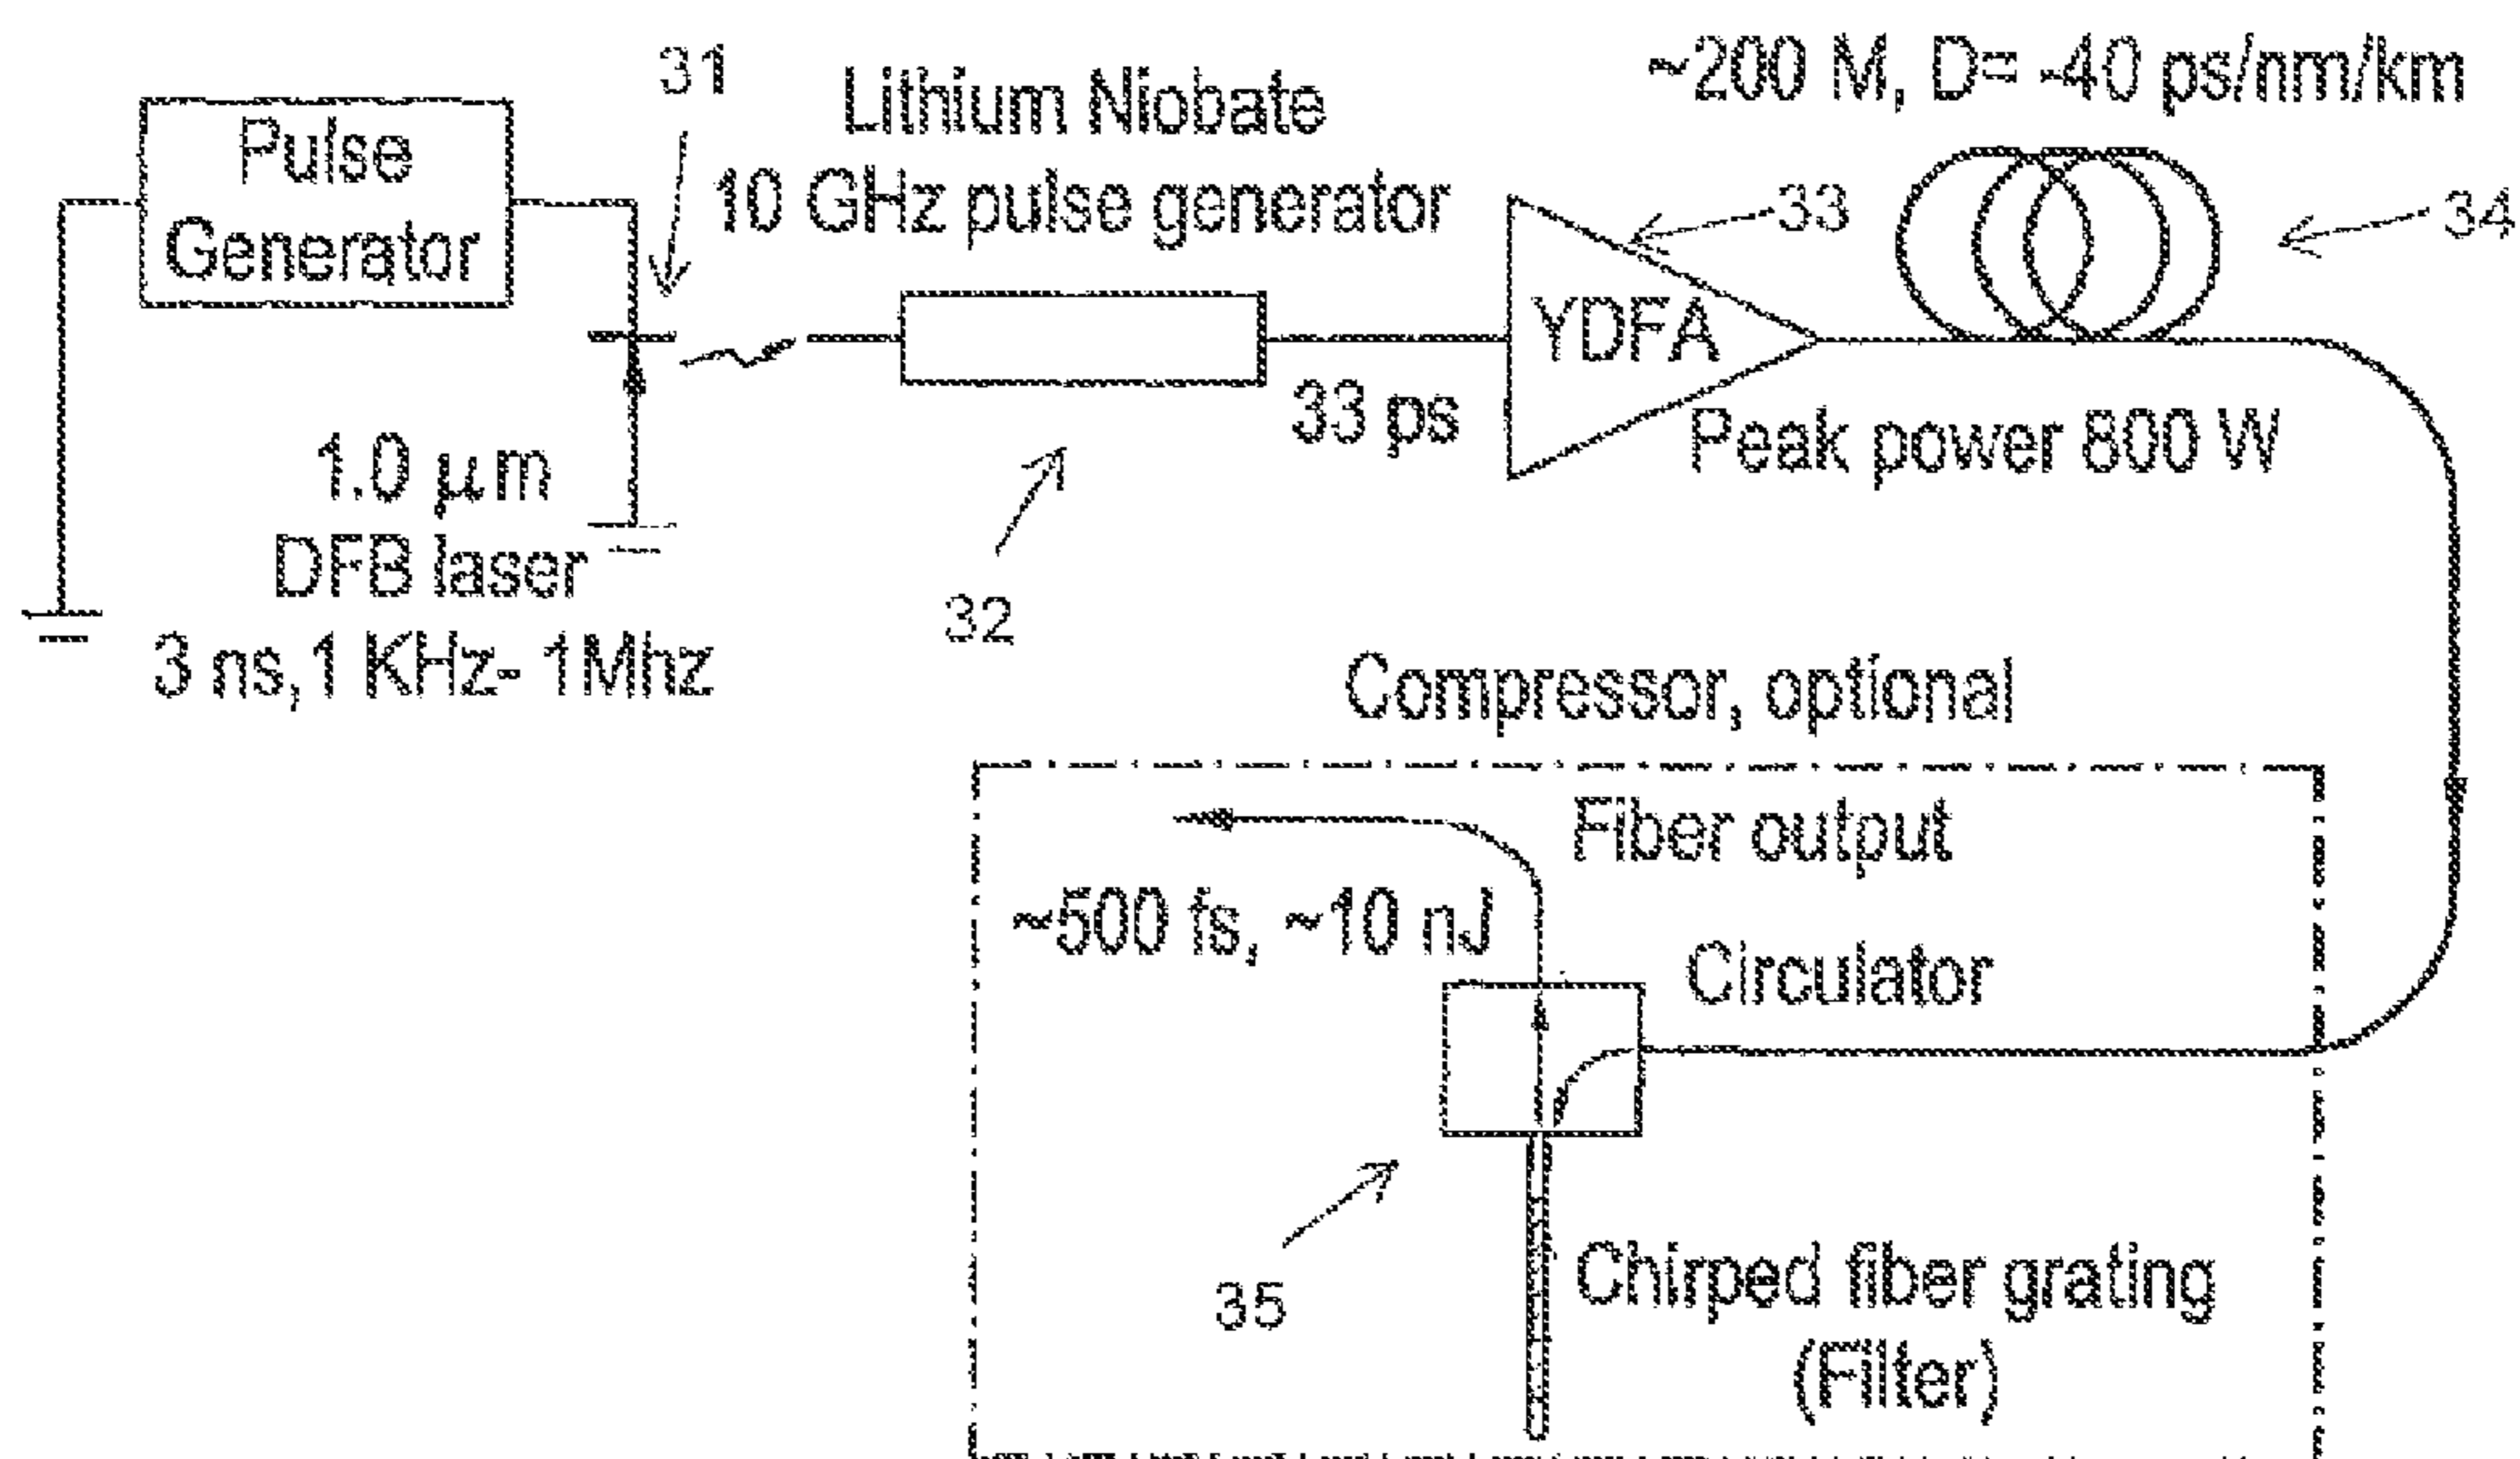 31
Lithium Niobate
10 GHz pulse generator
~200 M, D= -40 ps/nm/km
Pulse
Generator
33
34
YDFA
33 ps
Peak power 800 W
1.0 μm
DFB laser
3 ns,1 KHz- 1Mhz
32
Compressor, optional
Fiber output
~500 fs, ~10 nJ
Circulator
35
Chirped fiber grating
(Filter)